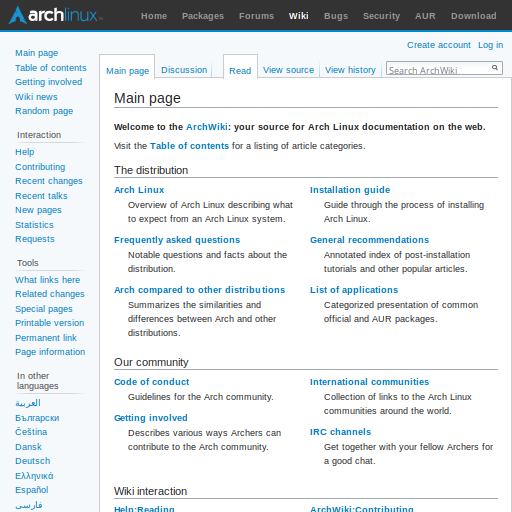 archlinux
Home Packages Forums Wiki Bugs Security AUR Download
Create account Log in
Main page
Table of contents
Getting involved
Wiki news
Random page
Interaction
Help
Contributing
Recent changes
Recent talks
New pages
Statistics
Requests
Tools
What links here
Related changes
Special pages
Printable version
Permanent link
Page information
In other
languages
العربية
Български
Čeština
Dansk
Deutsch
Ελληνικά
Español
فارسی
Main page Discussion Read View source View history Search ArchWiki
Main page
Welcome to the ArchWiki: your source for Arch Linux documentation on the web.
Visit the Table of contents for a listing of article categories.
The distribution
Arch Linux
Overview of Arch Linux describing what
to expect from an Arch Linux system.
Frequently asked questions
Notable questions and facts about the
distribution.
Arch compared to other distributions
Summarizes the similarities and
differences between Arch and other
distributions.
Installation guide
Guide through the process of installing
Arch Linux.
General recommendations
Annotated index of post-installation
tutorials and other popular articles.
List of applications
Categorized presentation of common
official and AUR packages.
Our community
Code of conduct
Guidelines for the Arch community.
Getting involved
Describes various ways Archers can
contribute to the Arch community.
International communities
Collection of links to the Arch Linux
communities around the world.
IRC channels
Get together with your fellow Archers for
a good chat.
Wiki interaction
Help:Reading
ArchWiki:Contributing